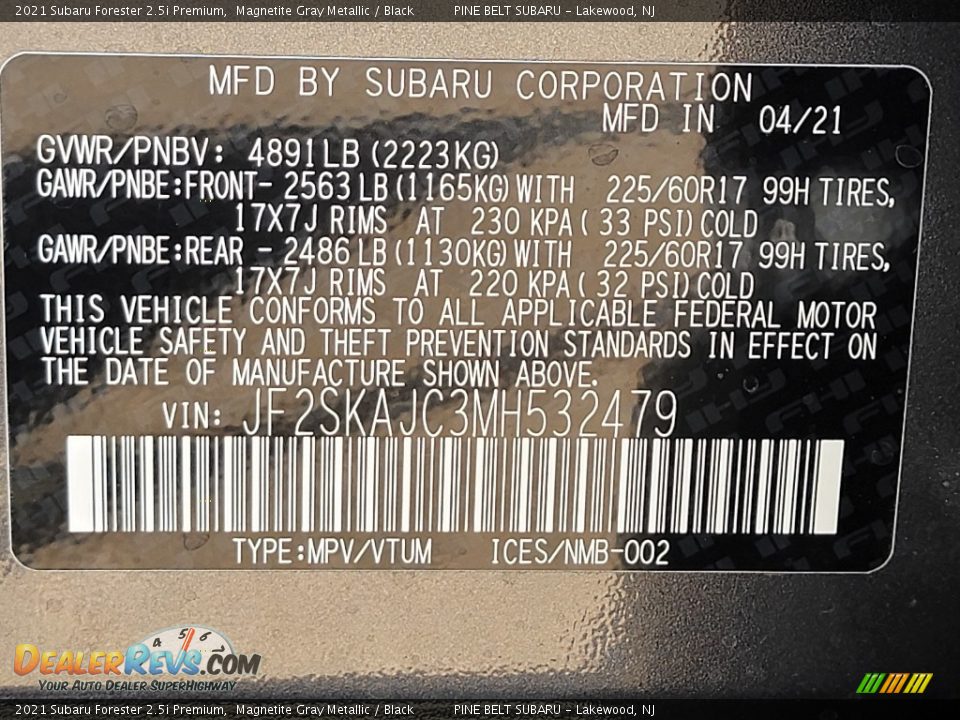 2021 Subaru Forester 2.5i Premium, Magnetite Gray Metallic / Black PINE BELT SUBARU - Lakewood, NJ
MFD BY SUBARU CORPORATION
MFD IN 04/21
GVWR/PNBV: 4891LB(2223KG)
GAWR/PNBE:FRONT- 2563LB(1165KG)WITH 225/60R17 99H TIRES,
17X7J RIMS AT 230 KPA( 33 PSI)COLD
GAWR/PNBE:REAR - 2486LB(1130KG)WITH 225/60R17 99H TIRES,
17X7J RIMS AT 220 KPA( 32 PSI)COLD
THIS VEHICLE CONFORMS TO ALL APPLICABLE FEDERAL MOTOR
VEHICLE SAFETY AND THEFT PREVENTION STANDARDS IN EFFECT ON
THE DATE OF MANUFACTURE SHOWN ABOVE.
VIN: JF2SKAJC3MH532479
TYPE:MPV/VTUM ICES/NMB-002
4 5 6
DEALERREVS.COM
YOUR AUTO DEALER SUPERHIGHWAY
2021 Subaru Forester 2.5i Premium, Magnetite Gray Metallic / Black PINE BELT SUBARU - Lakewood, NJ